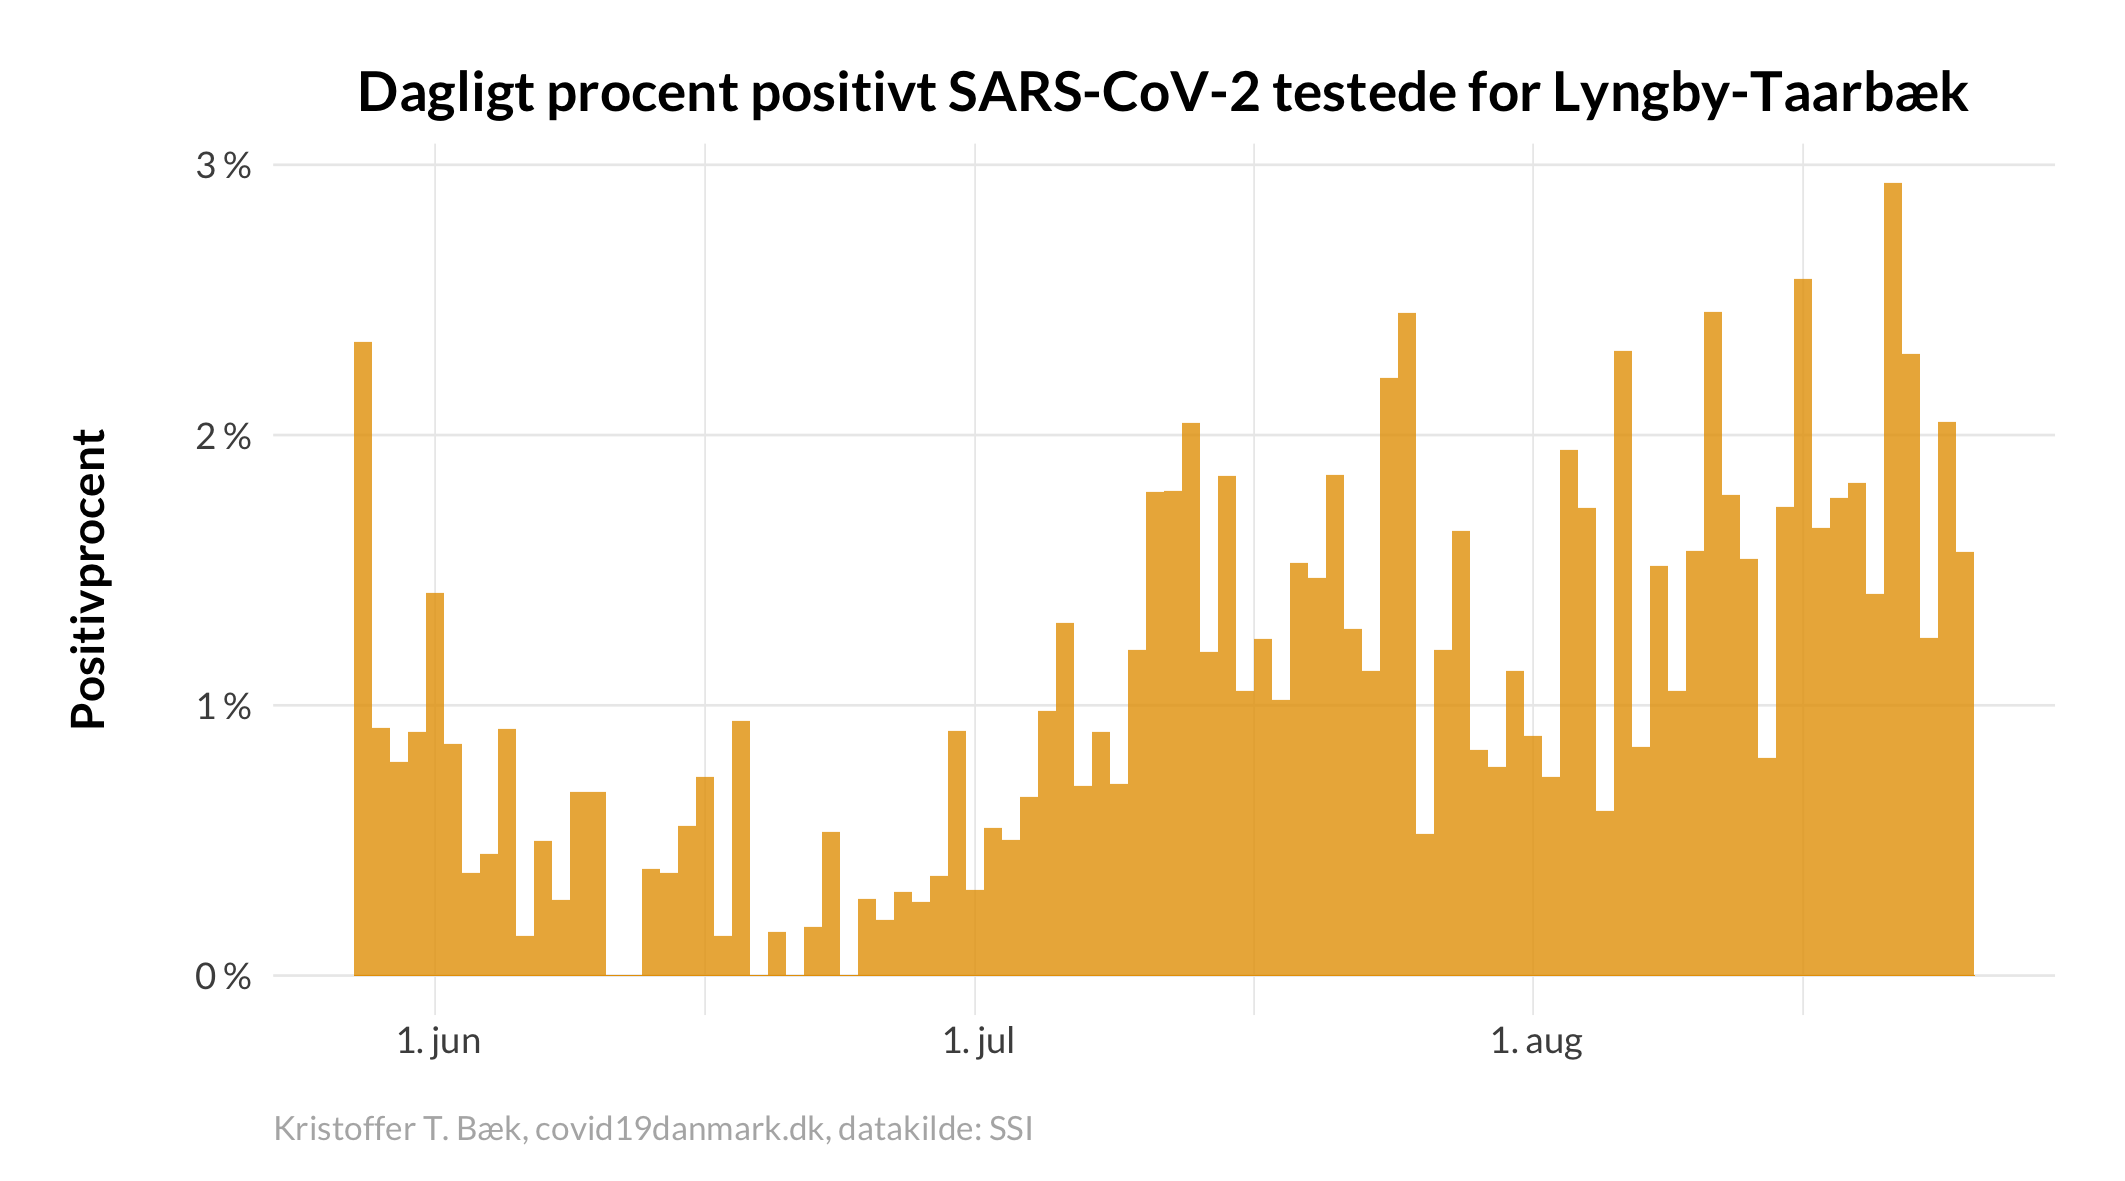 Dagligt procent positivt SARS-CoV-2 testede for Lyngby-Taarbæk
Positivprocent
3 %
2 %
1 %
0 %
1. jun
1. jul
1. aug
Kristoffer T. Bæk, covid19danmark.dk, datakilde: SSI